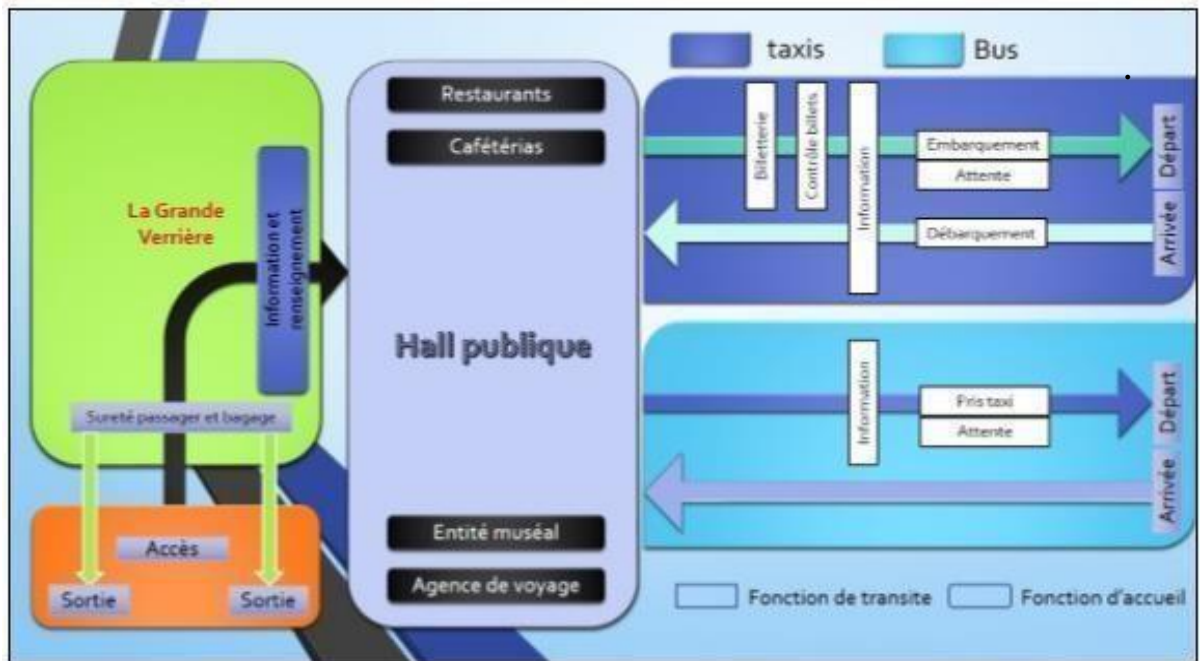 taxis
Bus
La Grande
Verrière
Information et
renseignement
Sureté passager et bagage
Accès
Sortie
Sortie
Restaurants
Cafétérias
Hall publique
Entité muséal
Agence de voyage
Billetterie
Contrôle billets
Information
Embarquement
Attente
Débarquement
Départ
Arrivée
Information
Pris taxi
Attente
Départ
Arrivée
Fonction de transite
Fonction d'accueil